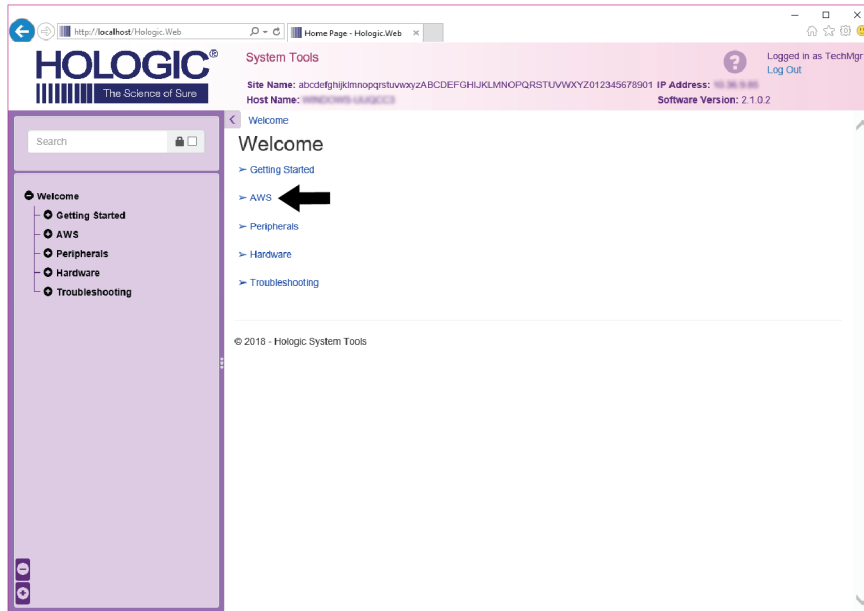 http://localhost/Hologic.Web
Home Page - Hologic.Web
HOLOGIC®
The Science of Sure
System Tools
Logged in as TechMgr
Log Out
Site Name: abcdefghijklmnopqrstuvwxyzABCDEFGHIJKLMNOPQRSTUVWXYZ012345678901 IP Address:
Host Name:
Software Version: 2.1.0.2
Search
Welcome
Getting Started
AWS
Peripherals
Hardware
Troubleshooting
Welcome
Welcome
➢ Getting Started
➢ AWS
➢ Peripherals
➢ Hardware
➢ Troubleshooting
© 2018 - Hologic System Tools